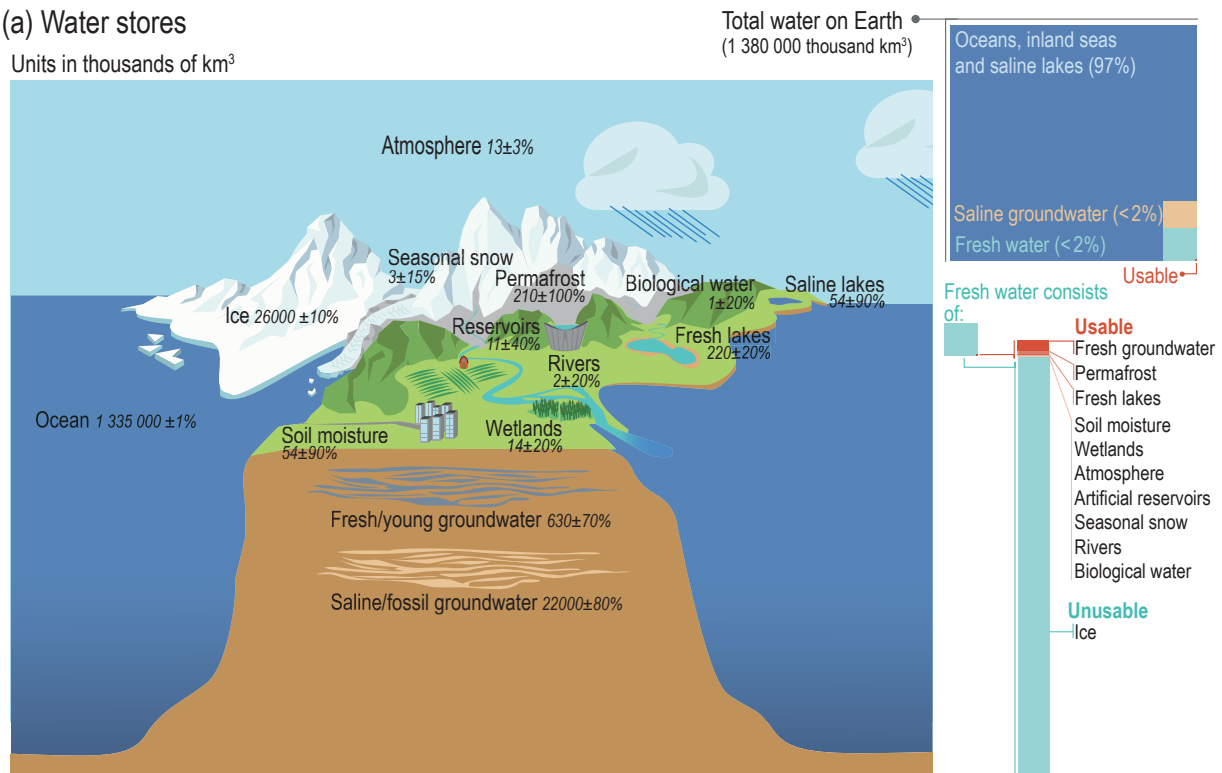 (a) Water stores
Units in thousands of km³
Total water on Earth
(1 380 000 thousand km³)
Oceans, inland seas
and saline lakes (97%)
Saline groundwater (<2%)
Fresh water (<2%)
Usable
Atmosphere 13±3%
Seasonal snow
3±15%
Permafrost
210±100%
Biological water
1±20%
Saline lakes
54±90%
Ice 26000 ±10%
Reservoirs
11±40%
Fresh lakes
220±20%
Rivers
2±20%
Ocean 1 335 000 ±1%
Soil moisture
54±90%
Wetlands
14±20%
Fresh/young groundwater 630±70%
Saline/fossil groundwater 22000±80%
Fresh water consists
of:
Usable
Fresh groundwater
Permafrost
Fresh lakes
Soil moisture
Wetlands
Atmosphere
Artificial reservoirs
Seasonal snow
Rivers
Biological water
Unusable
Ice